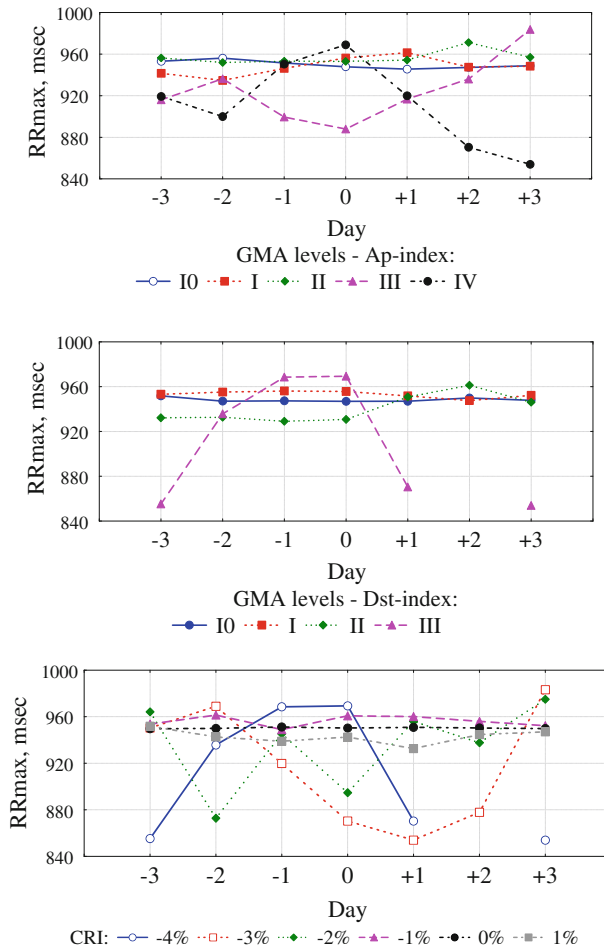 1000
960
920
880
840
RRmax, msec
-3 -2 -1 0 +1 +2 +3
Day
GMA levels - Ap-index:
I0 I II III IV
1000
960
920
880
840
RRmax, msec
-3 -2 -1 0 +1 +2 +3
Day
GMA levels - Dst-index:
I0 I II III
1000
960
920
880
840
RRmax, msec
-3 -2 -1 0 +1 +2 +3
Day
CRI: -4% -3% -2% -1% 0% 1%